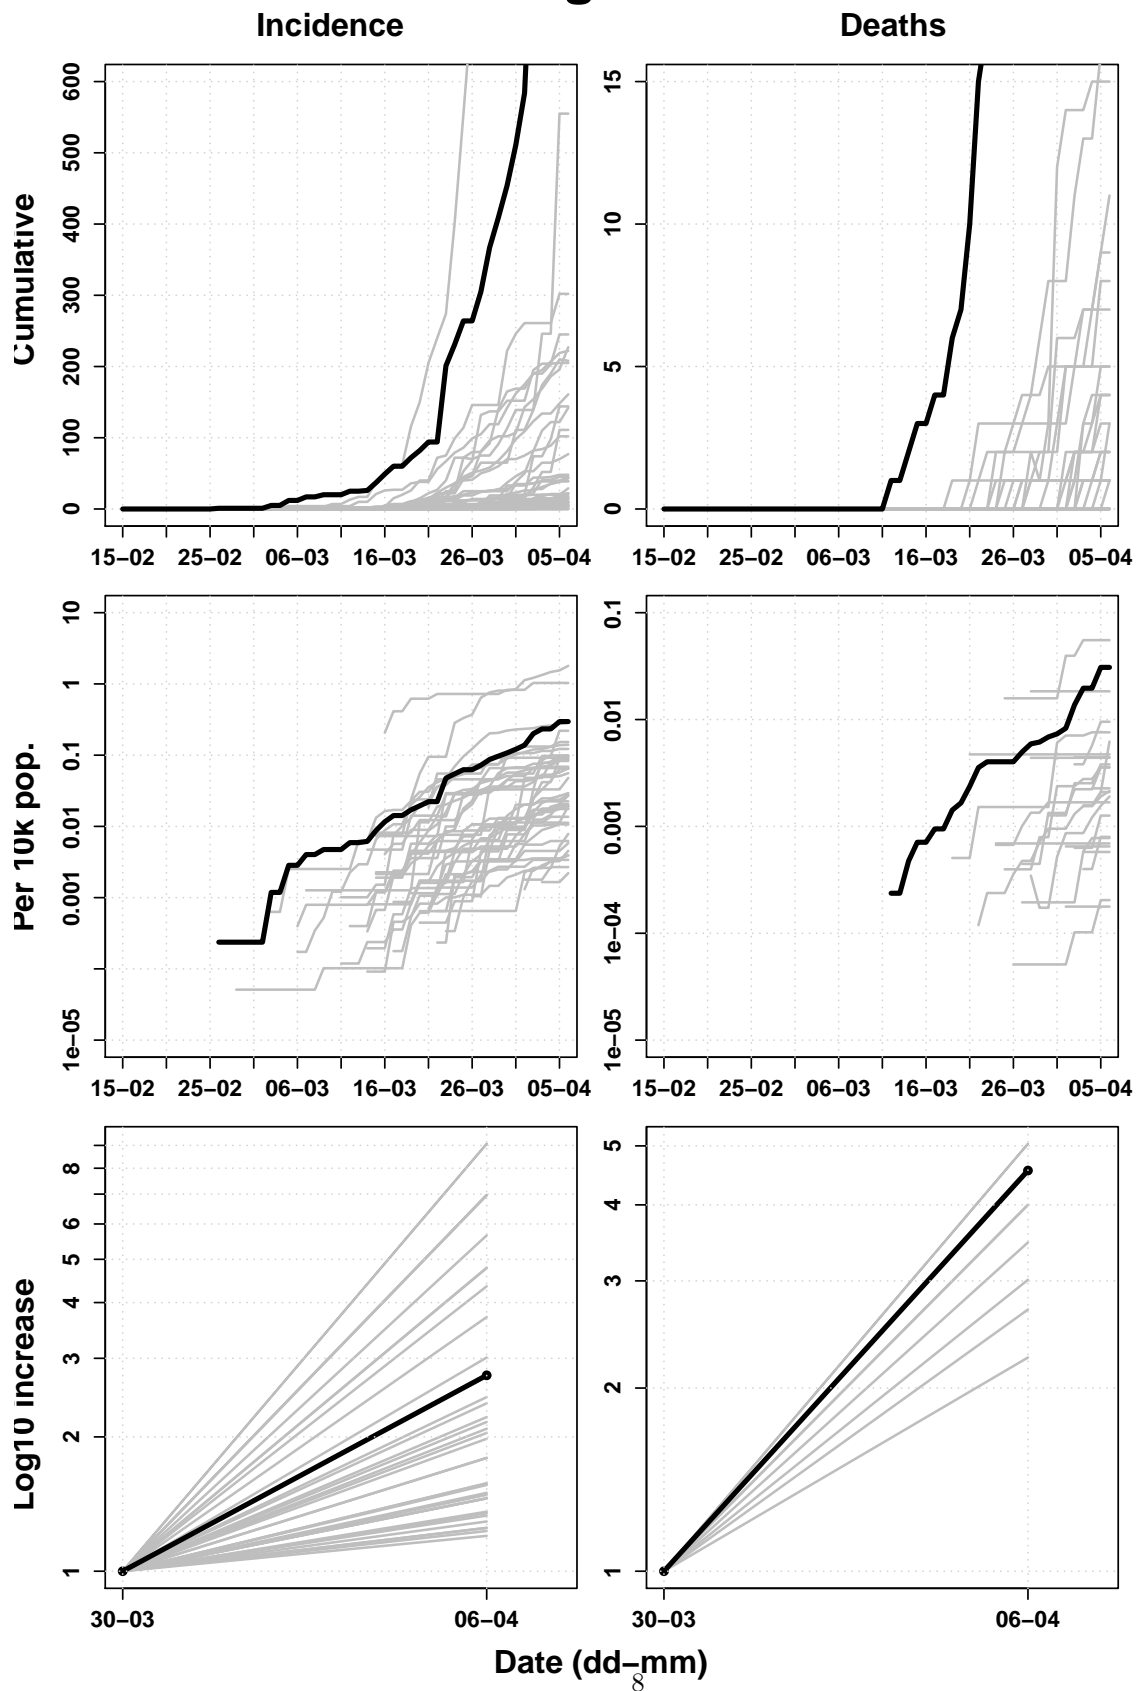 Incidence Deaths
Cumulative
0 100 200 300 400 500 600
0 5 10 15
15−02 25−02 06−03 16−03 26−03 05−04
15−02 25−02 06−03 16−03 26−03 05−04
Per 10k pop.
1e−05 0.001 0.01 0.1 1 10
1e−05 1e−04 0.001 0.01 0.1
15−02 25−02 06−03 16−03 26−03 05−04
15−02 25−02 06−03 16−03 26−03 05−04
Log10 increase
1 2 3 4 5 6 8
1 2 3 4 5
30−03 06−04
30−03 06−04
Date (dd−mm)
8